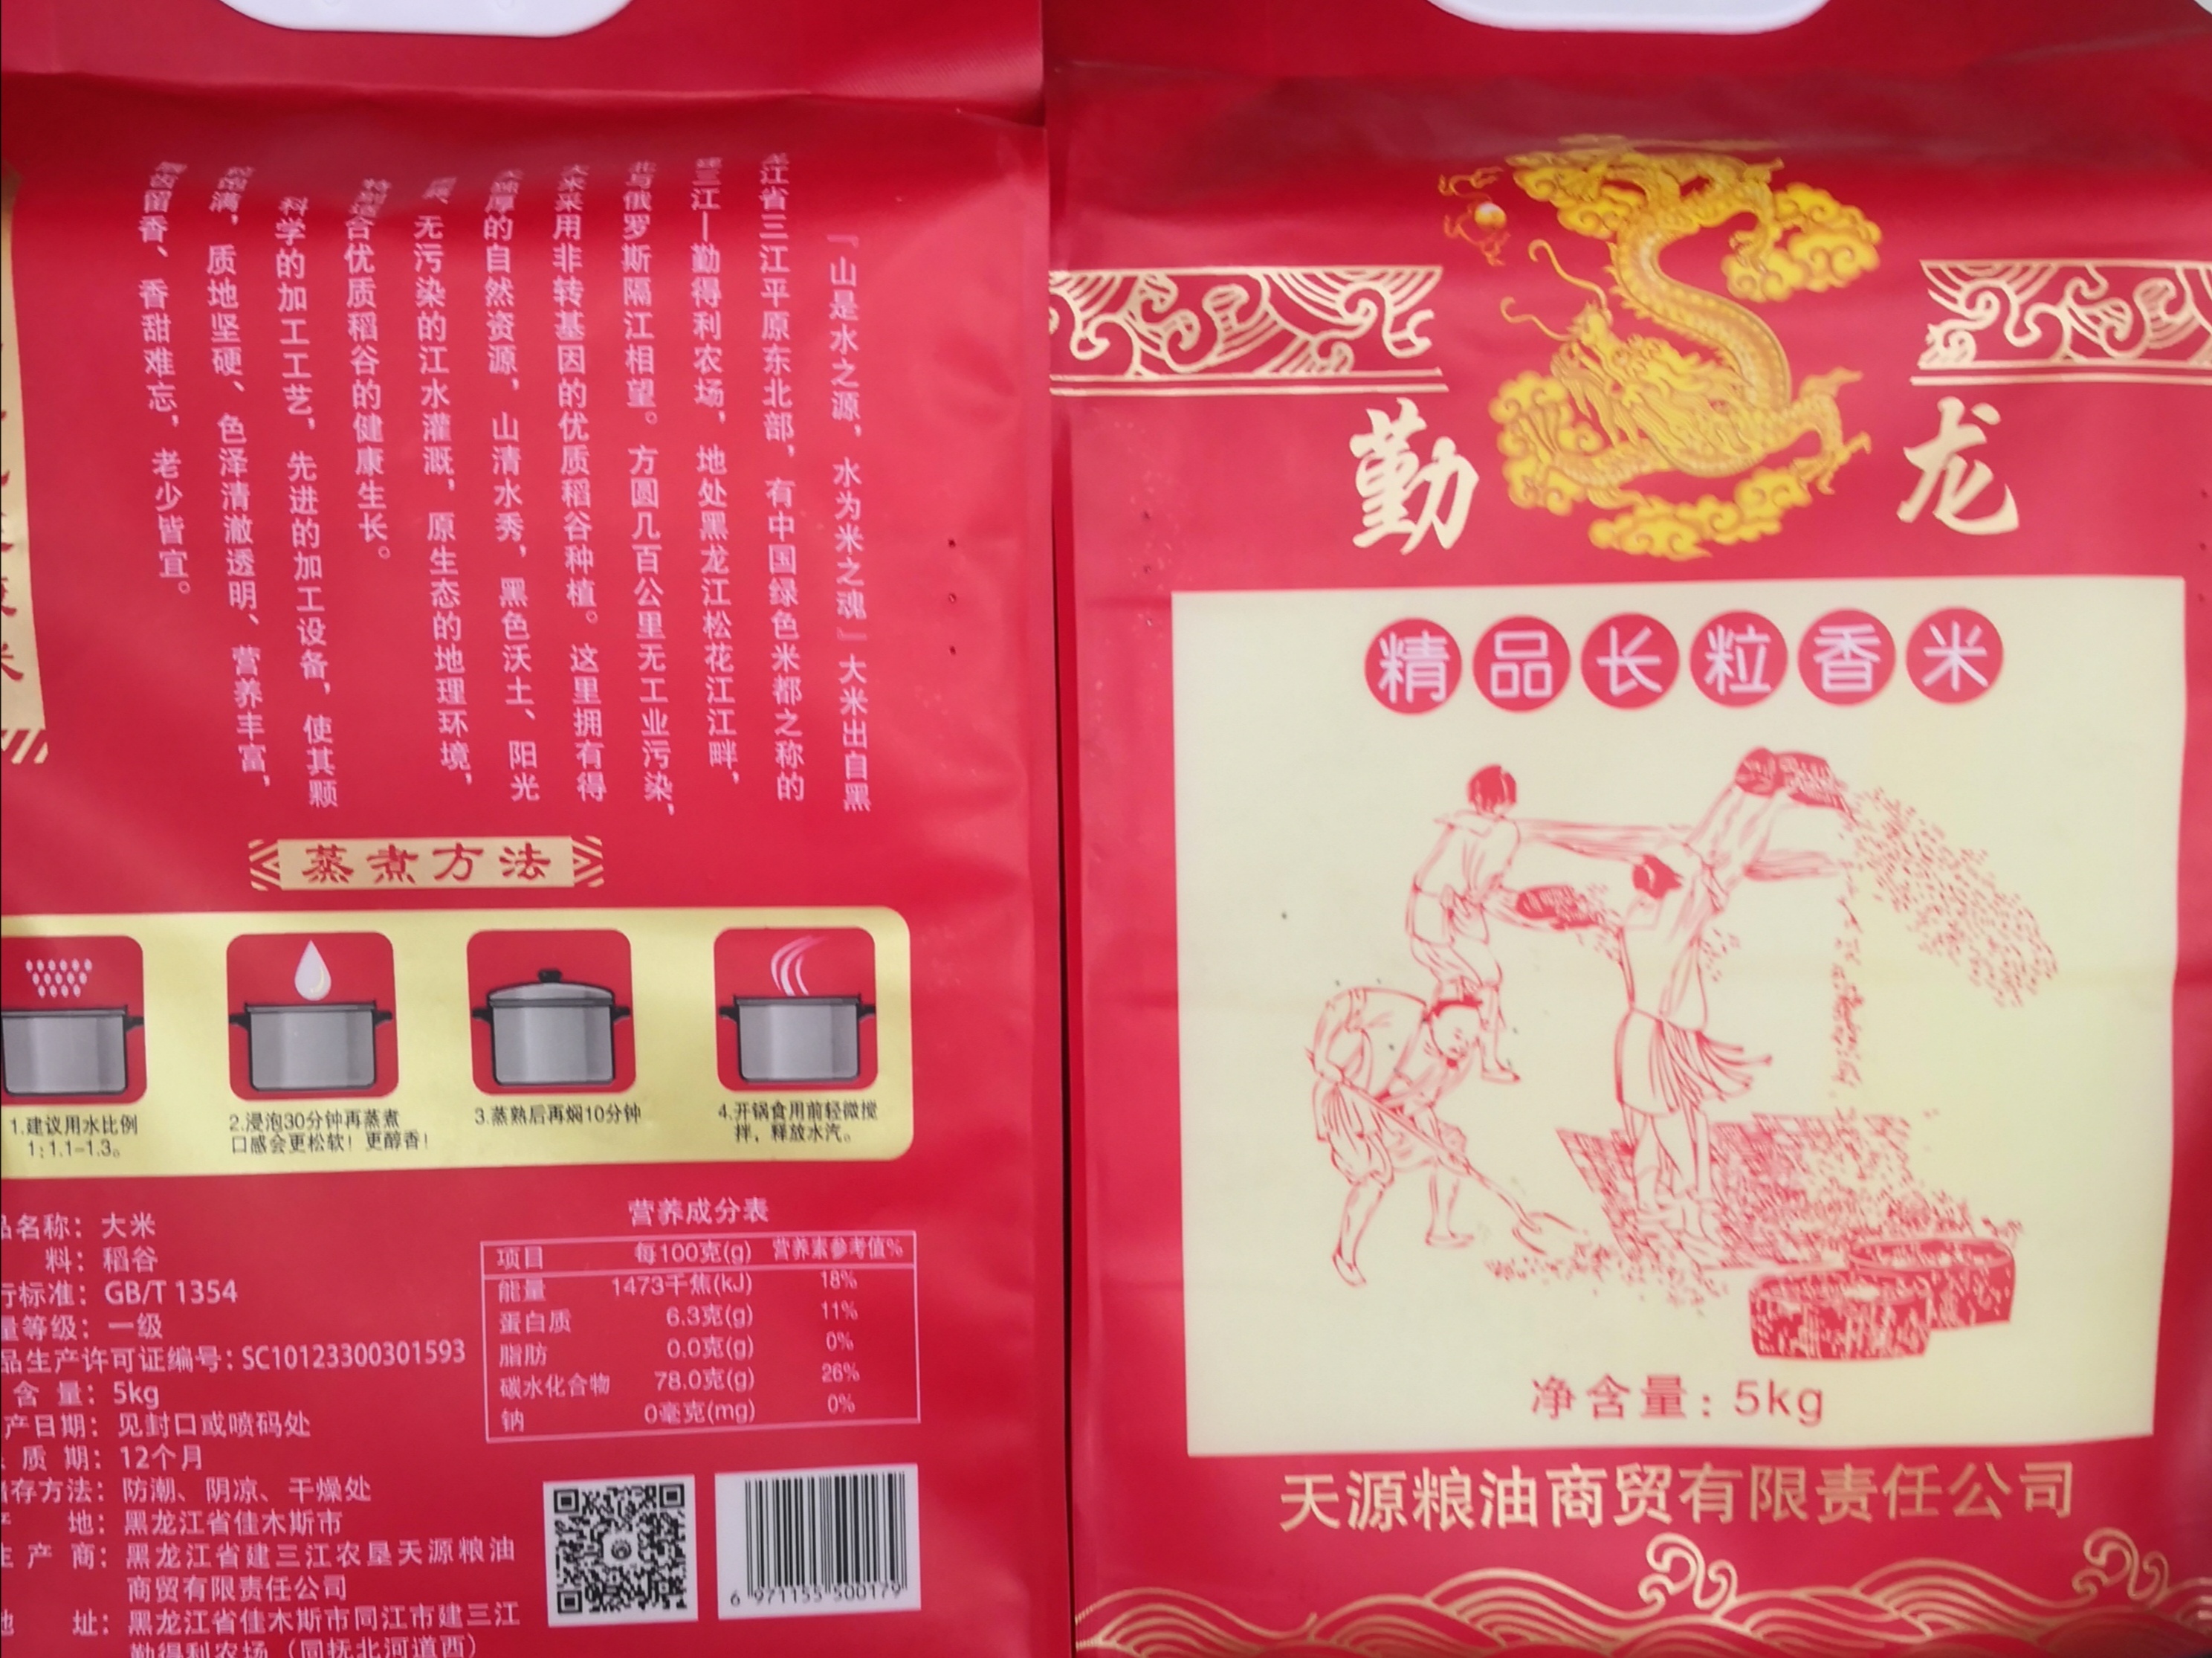 「山是水之源，水为米之魂」大米出自黑
江省三江平原东北部，有中国绿色米都之称的
三江—勤得利农场，地处黑龙江松花江江畔，
与俄罗斯隔江相望。方圆几百公里无工业污染，
大米采用非转基因的优质稻谷种植。这里拥有得
厚的自然资源，山清水秀，黑色沃土、阳光
无污染的江水灌溉，原生态的地理环境，
特别适合优质稻谷的健康生长。
科学的加工工艺，先进的加工设备，使其颗
满，质地坚硬、色泽清澈透明、营养丰富，
留香、香甜难忘，老少皆宜。
蒸煮方法
1.建议用水比例
1:1.1-1.3。
2.浸泡30分钟再蒸煮
口感会更松软！更醇香！
3.蒸熟后再焖10分钟
4.开锅食用前轻微搅
拌，释放水汽。
品名称：大米
料：稻谷
行标准：GB/T 1354
量等级：一级
品生产许可证编号：SC10123300301593
含 量：5kg
产日期：见封口或喷码处
质 期：12个月
存方法：防潮、阴凉、干燥处
地：黑龙江省佳木斯市
生 产 商：黑龙江省建三江农垦天源粮油
商贸有限责任公司
址：黑龙江省佳木斯市同江市建三江
勤得利农场（同抚北河道西）
营养成分表
项目 每100克(g) 营养素参考值%
能量 1473千焦(kJ) 18%
蛋白质 6.3克(g) 11%
脂肪 0.0克(g) 0%
碳水化合物 78.0克(g) 26%
钠 0毫克(mg) 0%
6 971155 500179
勤龙
精品长粒香米
净含量：5kg
天源粮油商贸有限责任公司